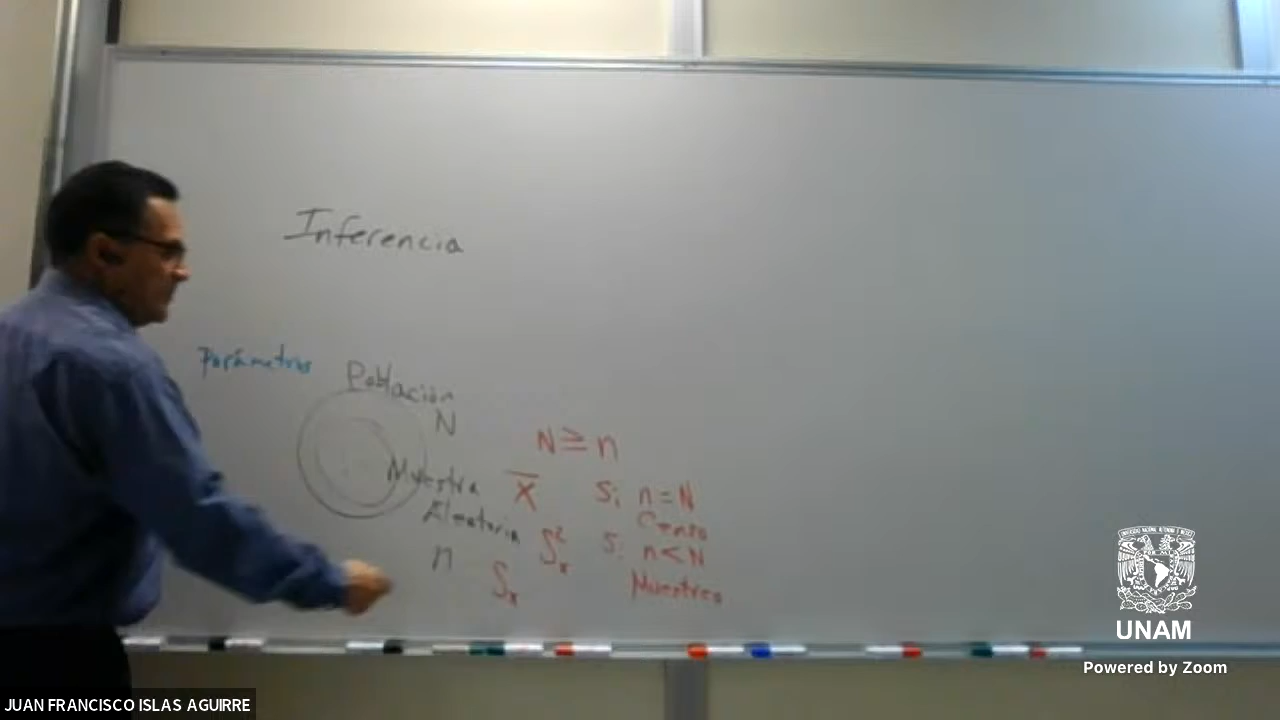 Inferencia
Parámetros
Población
N
N ≥ n
Muestra
Aleatoria
n
X̄
S²x
Sx
Si n = N
Censo
Si n < N
Muestreo
UNAM
Powered by Zoom
JUAN FRANCISCO ISLAS AGUIRRE